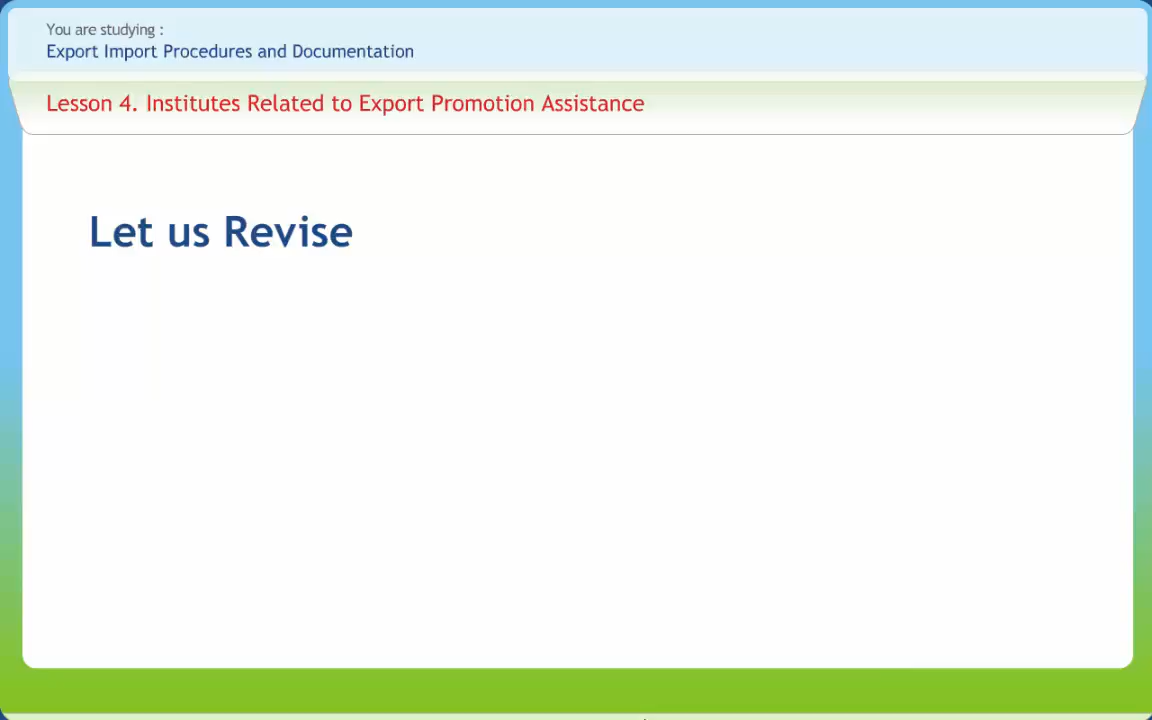 You are studying :
Export Import Procedures and Documentation
Lesson 4. Institutes Related to Export Promotion Assistance
Let us Revise